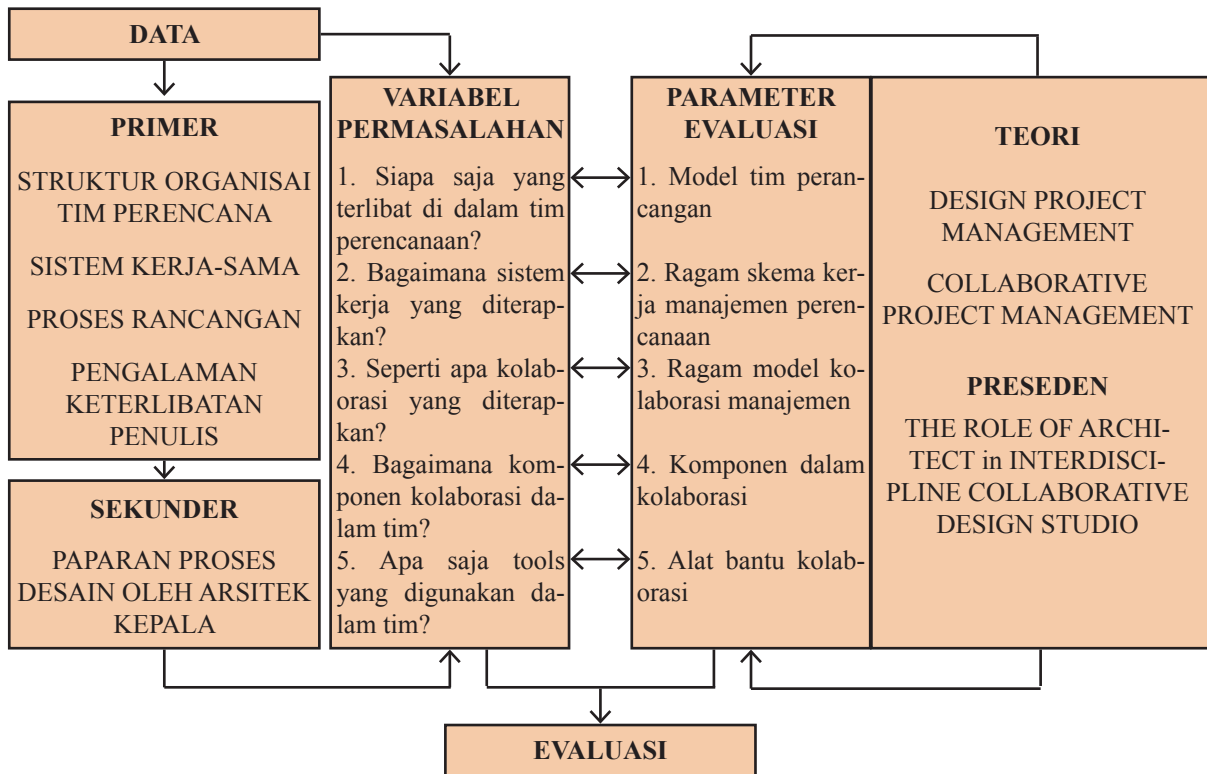 DATA
PRIMER
STRUKTUR ORGANISAI
TIM PERENCANA
SISTEM KERJA-SAMA
PROSES RANCANGAN
PENGALAMAN
KETERLIBATAN
PENULIS
SEKUNDER
PAPARAN PROSES
DESAIN OLEH ARSITEK
KEPALA
VARIABEL
PERMASALAHAN
1. Siapa saja yang
terlibat di dalam tim
perencanaan?
2. Bagaimana sistem
kerja yang diterap-
kan?
3. Seperti apa kolab-
orasi yang diterap-
kan?
4. Bagaimana kom-
ponen kolaborasi da-
lam tim?
5. Apa saja tools
yang digunakan da-
lam tim?
PARAMETER
EVALUASI
1. Model tim peran-
cangan
2. Ragam skema ker-
ja manajemen peren-
canaan
3. Ragam model ko-
laborasi manajemen
4. Komponen dalam
kolaborasi
5. Alat bantu kolab-
orasi
TEORI
DESIGN PROJECT
MANAGEMENT
COLLABORATIVE
PROJECT MANAGEMENT
PRESEDEN
THE ROLE OF ARCHI-
TECT in INTERDISCI-
PLINE COLLABORATIVE
DESIGN STUDIO
EVALUASI